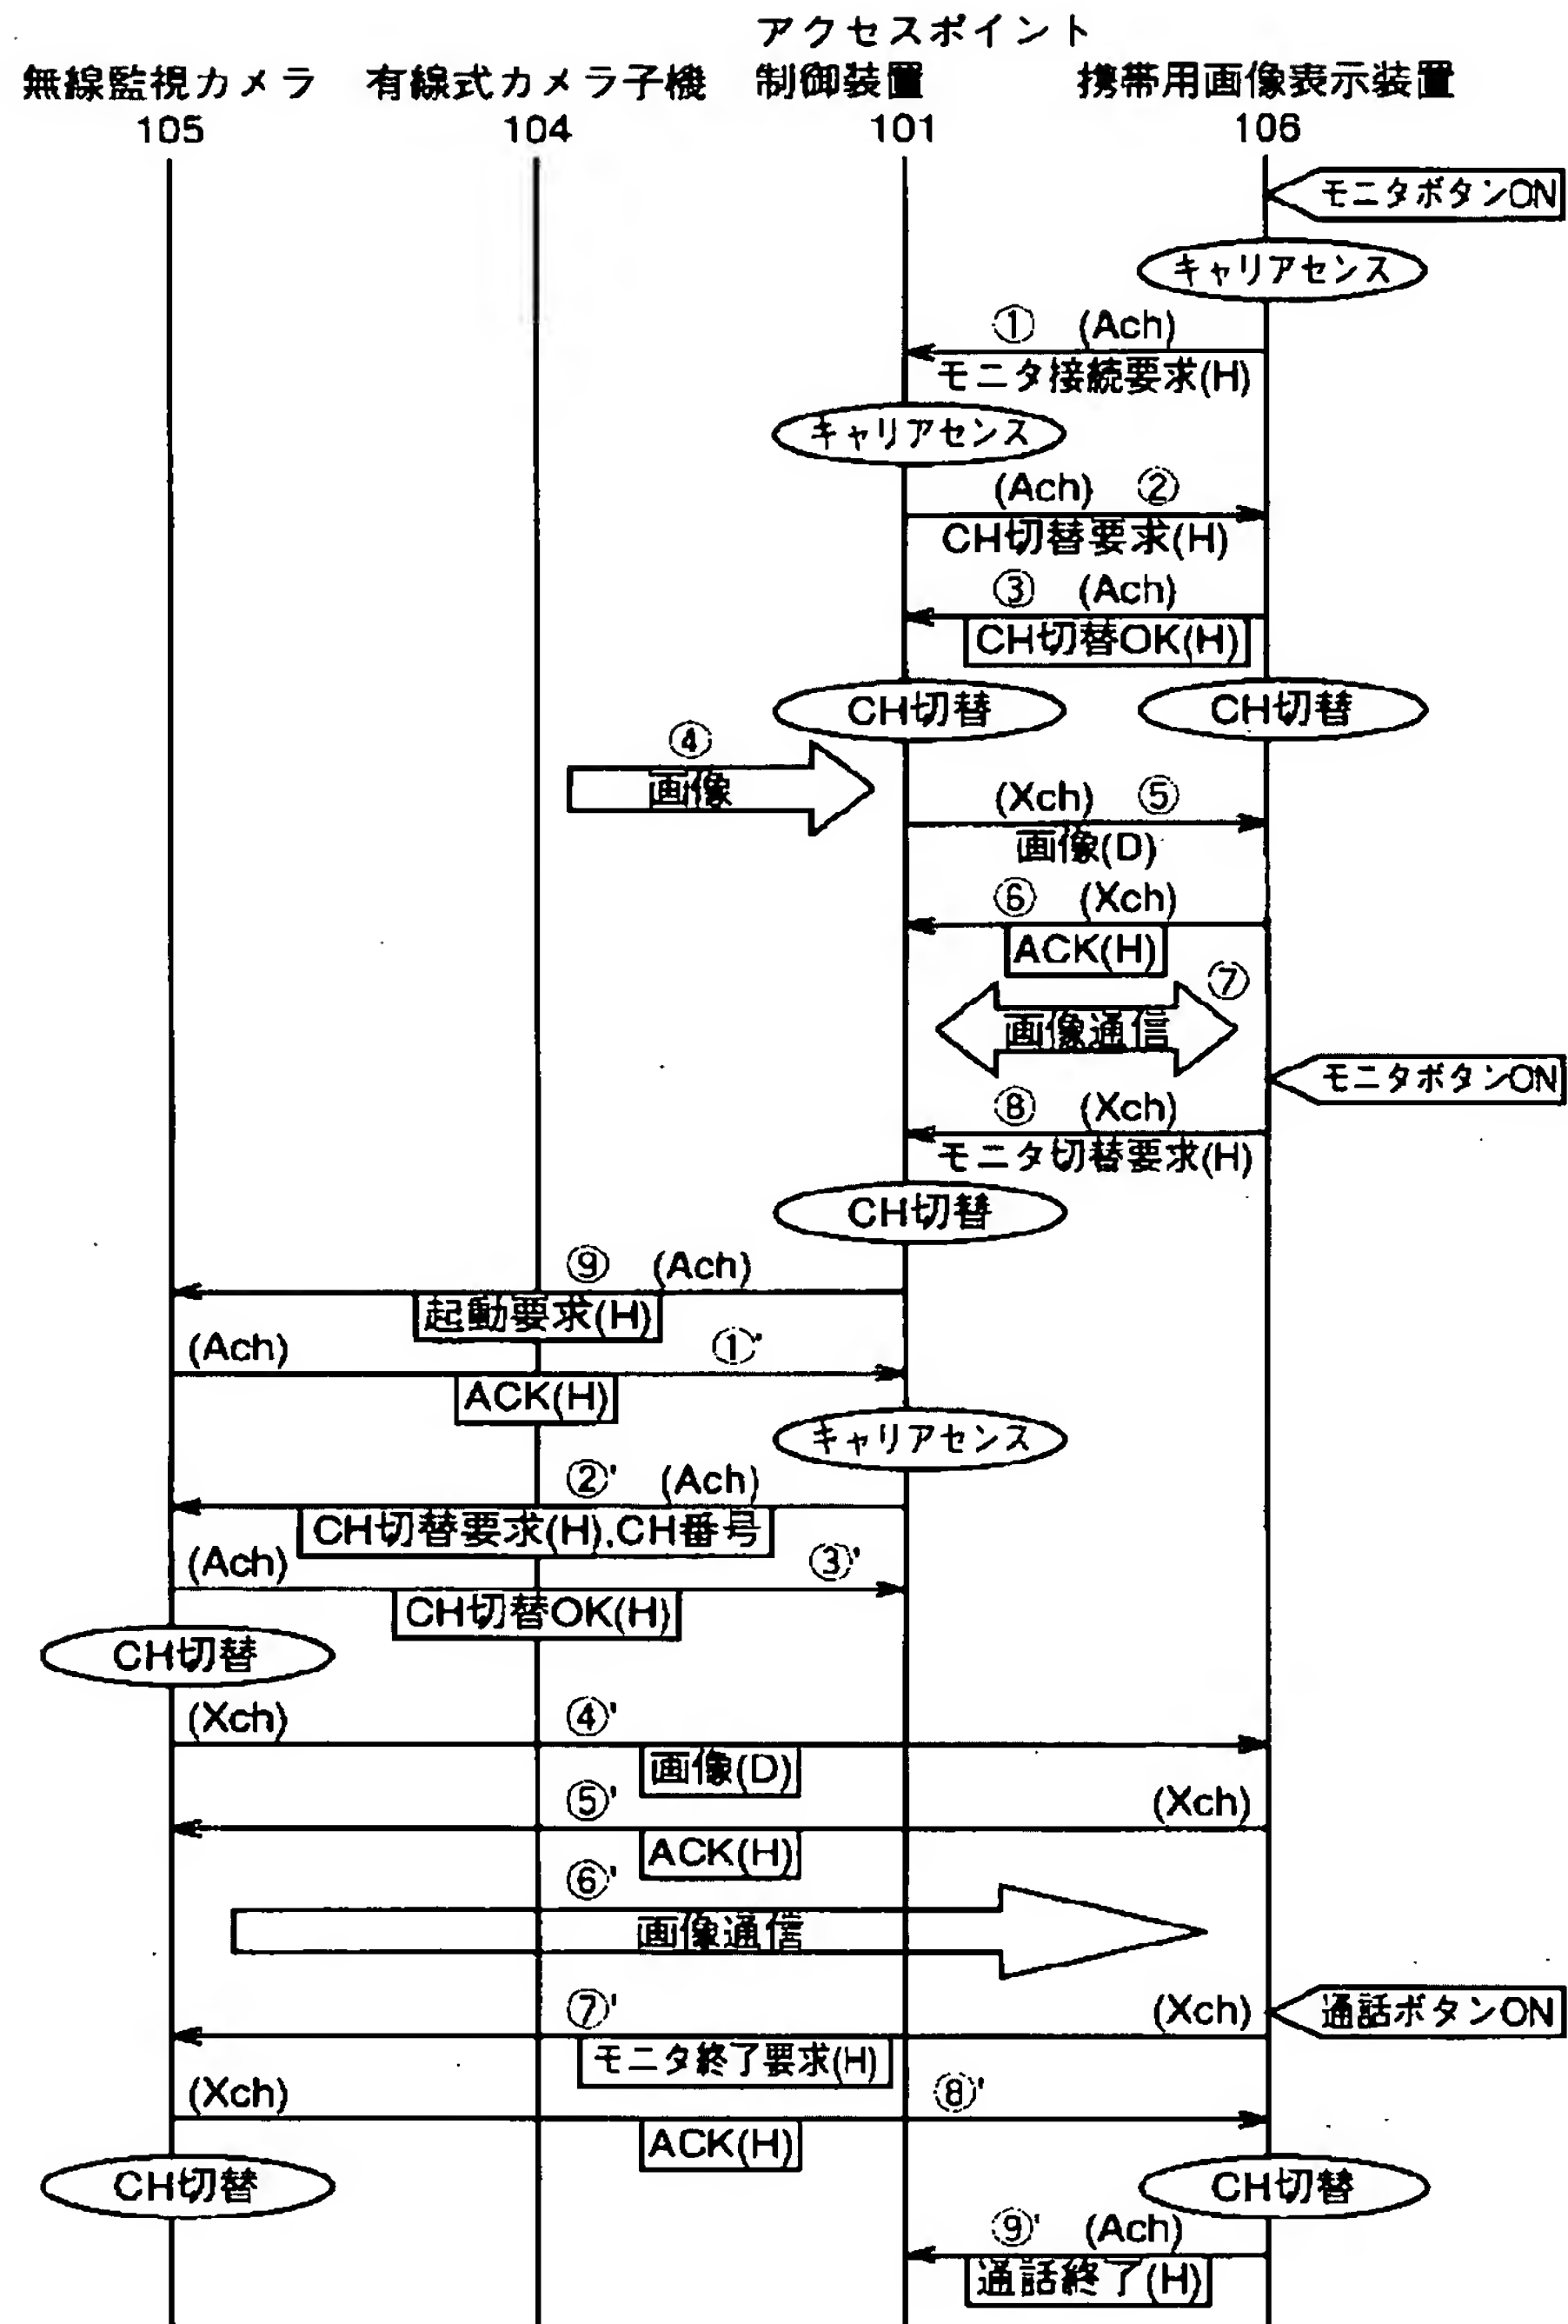 アクセスポイント
無線監視カメラ 有線式カメラ子機 制御装置 携帯用画像表示装置
105 104 101 106
モニタボタンON
キャリアセンス
① (Ach)
モニタ接続要求(H)
キャリアセンス
(Ach) ②
CH切替要求(H)
③ (Ach)
CH切替OK(H)
CH切替 CH切替
④
画像
(Xch) ⑤
画像(D)
⑥ (Xch)
ACK(H)
⑦
画像通信
モニタボタンON
⑧ (Xch)
モニタ切替要求(H)
CH切替
⑨ (Ach)
起動要求(H)
(Ach) ①'
ACK(H)
キャリアセンス
②' (Ach)
CH切替要求(H),CH番号
(Ach) ③'
CH切替OK(H)
CH切替
(Xch) ④'
画像(D)
⑤' (Xch)
ACK(H)
⑥'
画像通信
⑦' (Xch) 通話ボタンON
モニタ終了要求(H)
(Xch) ⑧'
ACK(H)
CH切替 CH切替
⑨' (Ach)
通話終了(H)